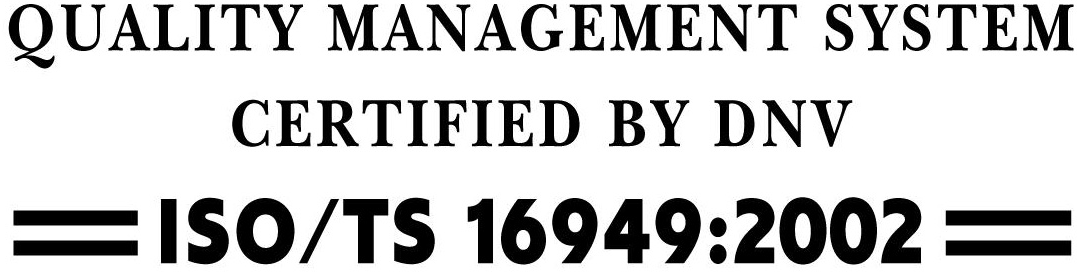 QUALITY MANAGEMENT SYSTEM
CERTIFIED BY DNV
ISO/TS 16949:2002